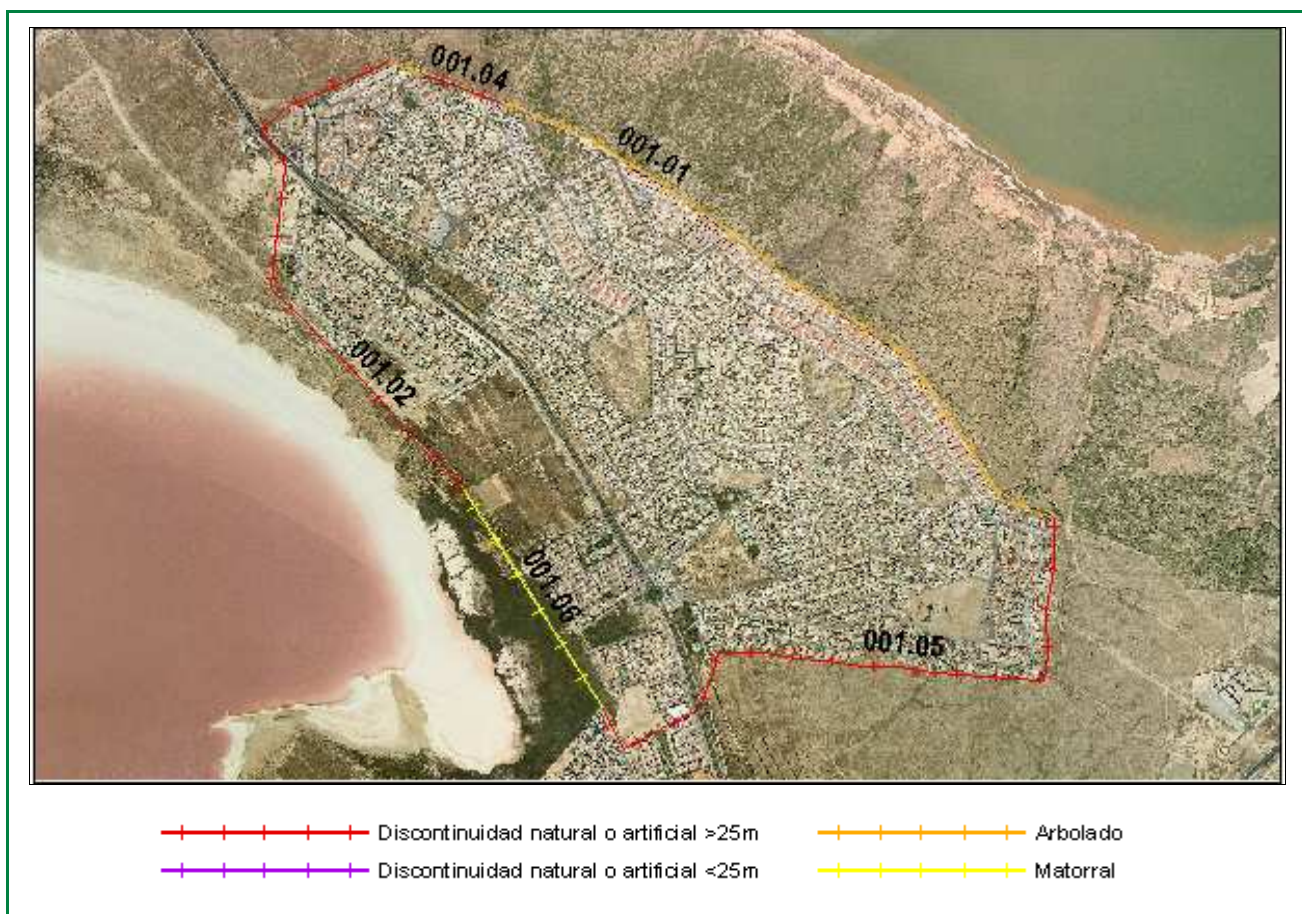 001.04
001.01
001.02
001.06
001.05
Discontinuidad natural o artificial >25m
Arbolado
Discontinuidad natural o artificial <25m
Matorral